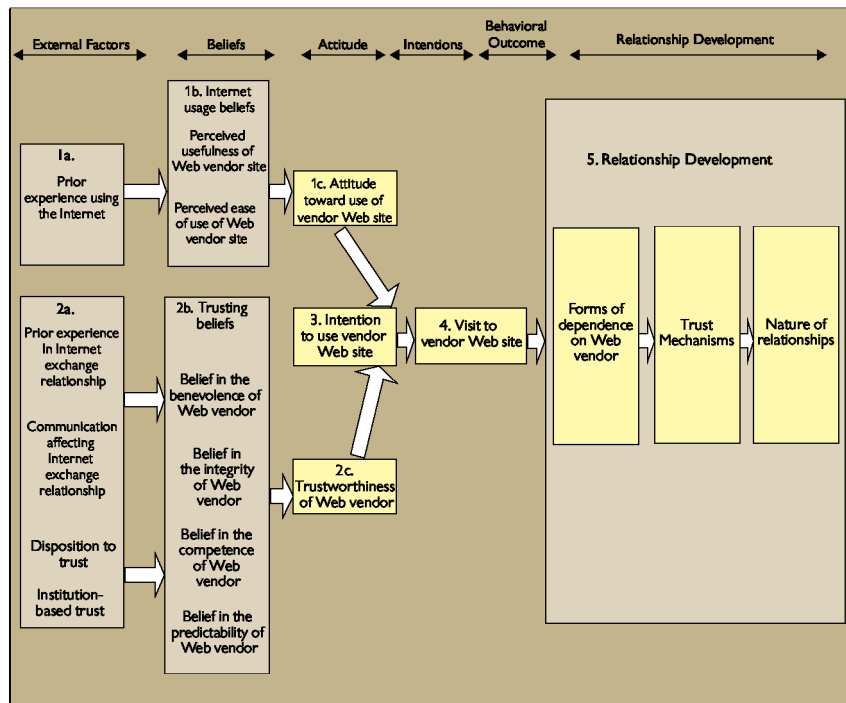 External Factors
Beliefs
Attitude
Intentions
Behavioral
Outcome
Relationship Development
1a.
Prior
experience using
the Internet
1b. Internet
usage beliefs
Perceived
usefulness of
Web vendor site
Perceived ease
of use of Web
vendor site
1c. Attitude
toward use of
vendor Web site
2a.
Prior experience
in Internet
exchange
relationship
Communication
affecting
Internet
exchange
relationship
Disposition to
trust
Institution-
based trust
2b. Trusting
beliefs
Belief in the
benevolence of
Web vendor
Belief in
the integrity
of Web
vendor
Belief in the
competence
of Web
vendor
Belief in the
predictability of
Web vendor
2c.
Trustworthiness
of Web vendor
3. Intention
to use vendor
Web site
4. Visit to
vendor Web site
5. Relationship Development
Forms of
dependence
on Web
vendor
Trust
Mechanisms
Nature of
relationships